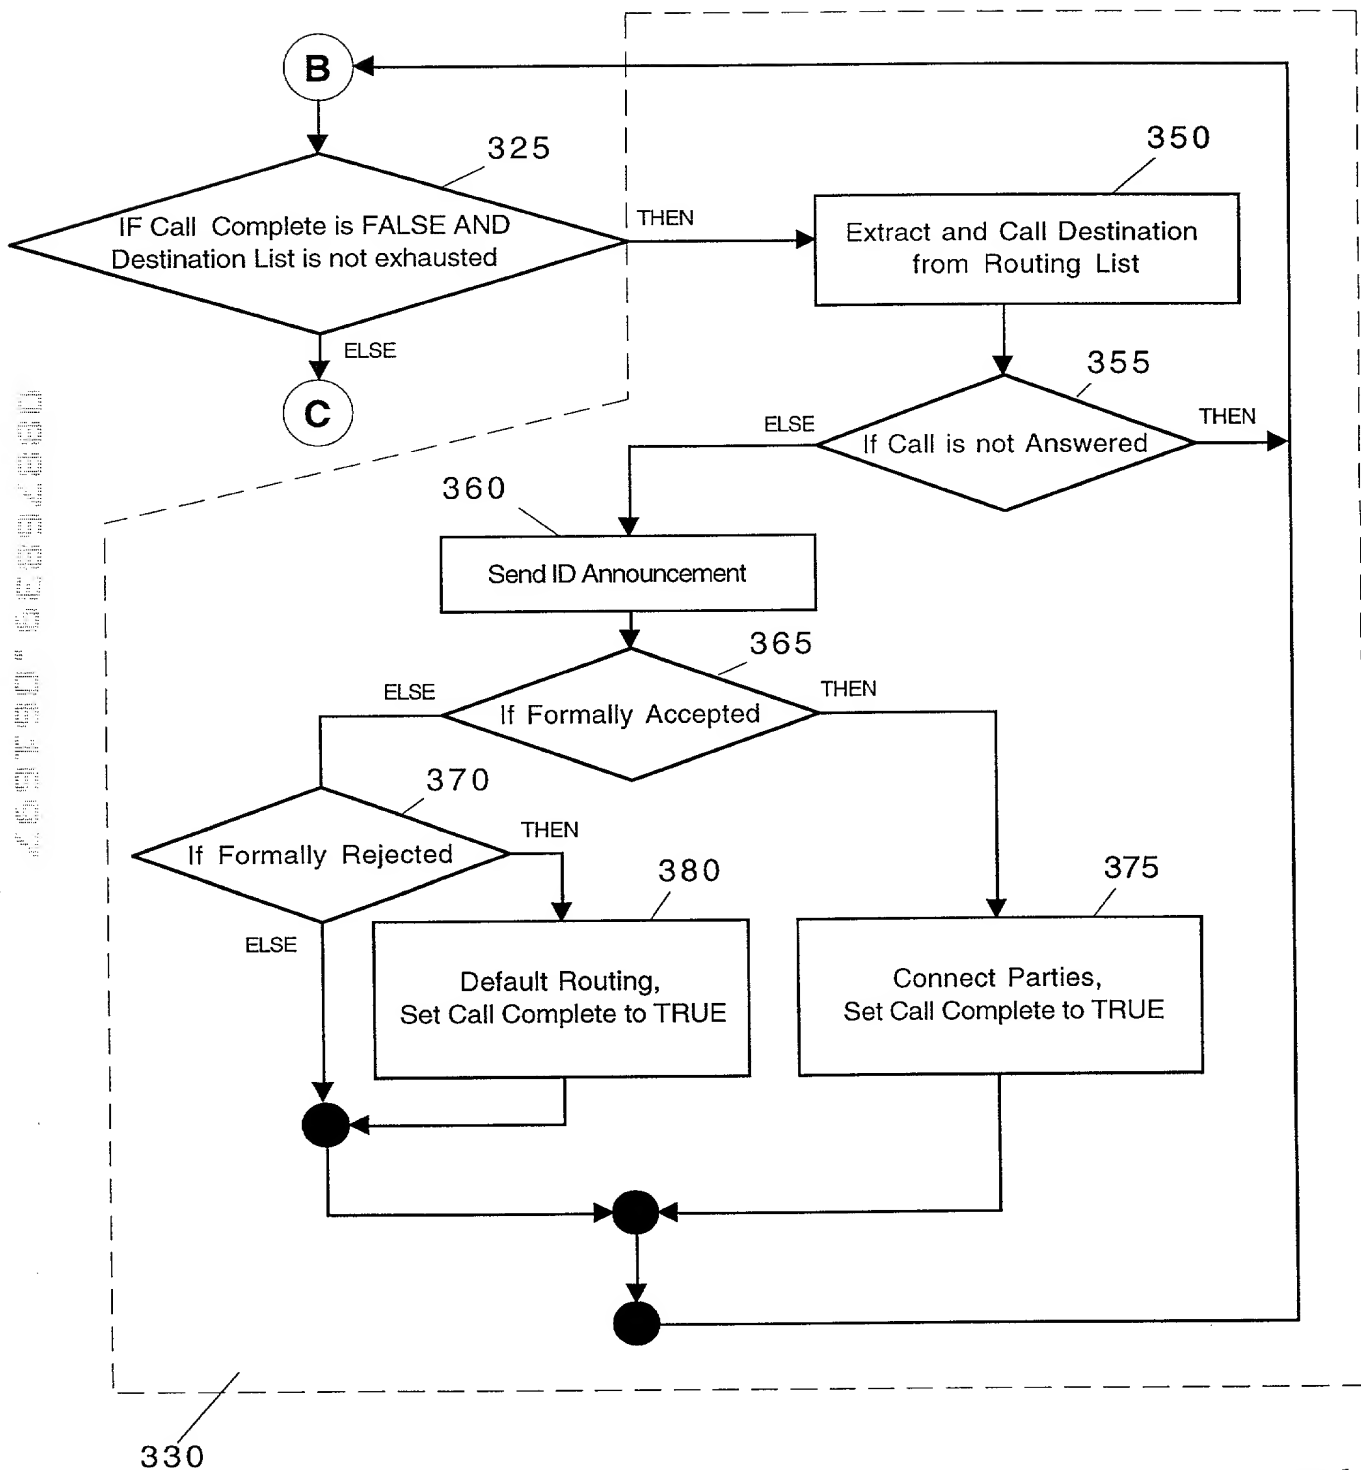 B
325
350
IF Call Complete is FALSE AND
Destination List is not exhausted
THEN
Extract and Call Destination
from Routing List
ELSE
C
355
ELSE
If Call is not Answered
THEN
360
Send ID Announcement
365
ELSE
If Formally Accepted
THEN
370
If Formally Rejected
THEN
380
375
ELSE
Default Routing,
Set Call Complete to TRUE
Connect Parties,
Set Call Complete to TRUE
330